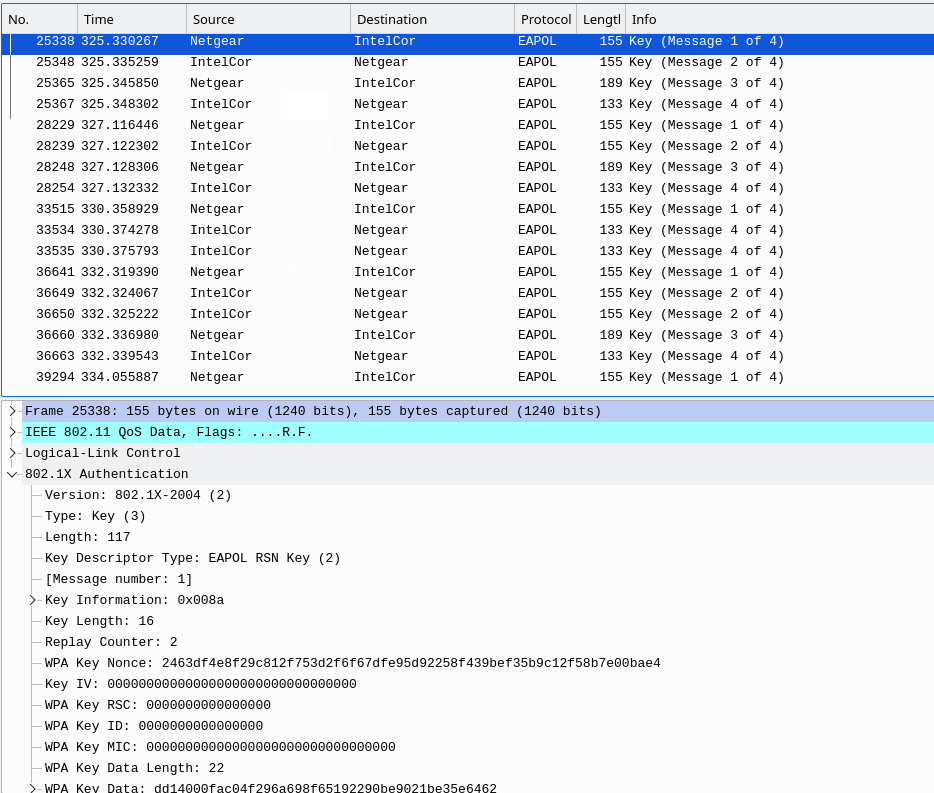 No. Time Source Destination Protocol Lengtl Info
25338 325.330267 Netgear IntelCor EAPOL 155 Key (Message 1 of 4)
25348 325.335259 IntelCor Netgear EAPOL 155 Key (Message 2 of 4)
25365 325.345850 Netgear IntelCor EAPOL 189 Key (Message 3 of 4)
25367 325.348302 IntelCor Netgear EAPOL 133 Key (Message 4 of 4)
28229 327.116446 Netgear IntelCor EAPOL 155 Key (Message 1 of 4)
28239 327.122302 IntelCor Netgear EAPOL 155 Key (Message 2 of 4)
28248 327.128306 Netgear IntelCor EAPOL 189 Key (Message 3 of 4)
28254 327.132332 IntelCor Netgear EAPOL 133 Key (Message 4 of 4)
33515 330.358929 Netgear IntelCor EAPOL 155 Key (Message 1 of 4)
33534 330.374278 IntelCor Netgear EAPOL 133 Key (Message 4 of 4)
33535 330.375793 IntelCor Netgear EAPOL 133 Key (Message 4 of 4)
36641 332.319390 Netgear IntelCor EAPOL 155 Key (Message 1 of 4)
36649 332.324067 IntelCor Netgear EAPOL 155 Key (Message 2 of 4)
36650 332.325222 IntelCor Netgear EAPOL 155 Key (Message 2 of 4)
36660 332.336980 Netgear IntelCor EAPOL 189 Key (Message 3 of 4)
36663 332.339543 IntelCor Netgear EAPOL 133 Key (Message 4 of 4)
39294 334.055887 Netgear IntelCor EAPOL 155 Key (Message 1 of 4)
Frame 25338: 155 bytes on wire (1240 bits), 155 bytes captured (1240 bits)
IEEE 802.11 QoS Data, Flags: ....R.F.
Logical-Link Control
802.1X Authentication
Version: 802.1X-2004 (2)
Type: Key (3)
Length: 117
Key Descriptor Type: EAPOL RSN Key (2)
[Message number: 1]
Key Information: 0x008a
Key Length: 16
Replay Counter: 2
WPA Key Nonce: 2463df4e8f29c812f753d2f6f67dfe95d92258f439bef35b9c12f58b7e00bae4
Key IV: 00000000000000000000000000000000
WPA Key RSC: 0000000000000000
WPA Key ID: 0000000000000000
WPA Key MIC: 00000000000000000000000000000000
WPA Key Data Length: 22
WPA Key Data: dd14000fac04f296a698f65192290be9021be35e6462